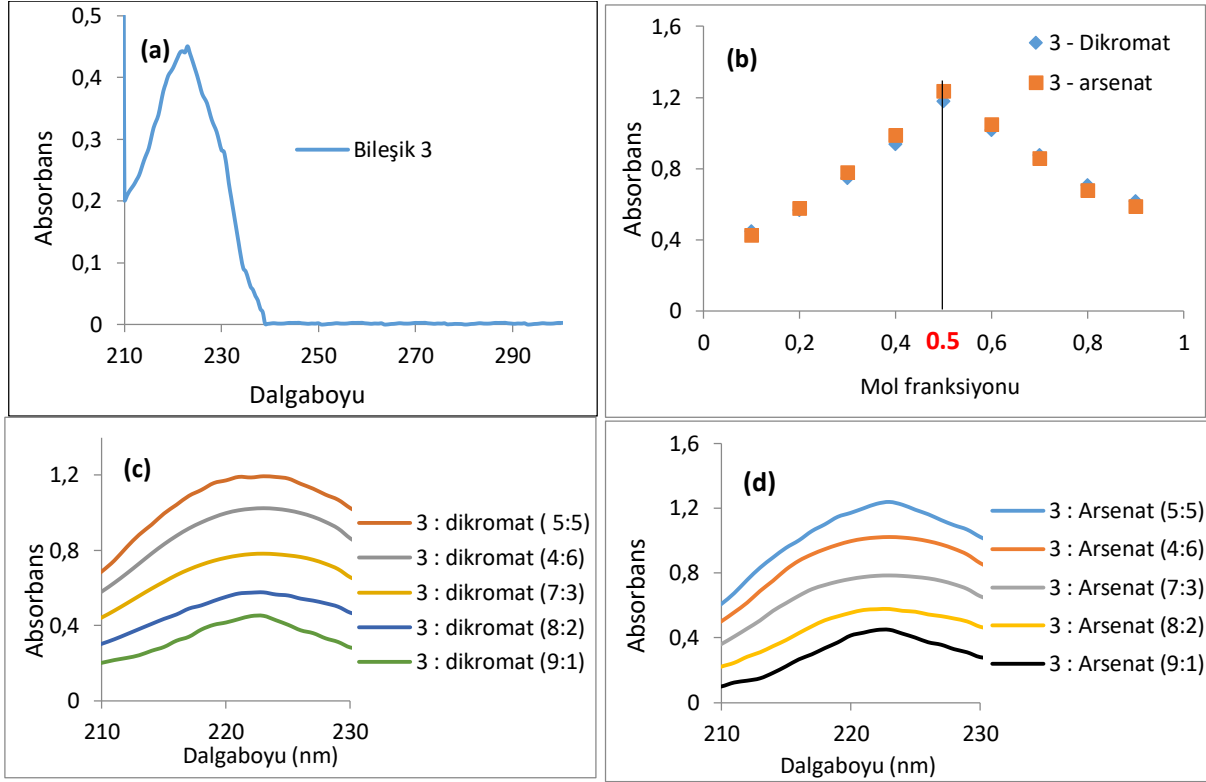 (a)
0,5
0,4
0,3
0,2
0,1
0
Absorbans
Bileşik 3
210
230
250
270
290
Dalgaboyu
(b)
1,6
1,2
0,8
0,4
0
Absorbans
3 - Dikromat
3 - arsenat
0
0,2
0,4
0.5
0,6
0,8
1
Mol franksiyonu
(c)
1,2
0,8
0,4
0
Absorbans
3 : dikromat ( 5:5)
3 : dikromat (4:6)
3 : dikromat (7:3)
3 : dikromat (8:2)
3 : dikromat (9:1)
210
220
230
Dalgaboyu (nm)
(d)
1,6
1,2
0,8
0,4
0
Absorbans
3 : Arsenat (5:5)
3 : Arsenat (4:6)
3 : Arsenat (7:3)
3 : Arsenat (8:2)
3 : Arsenat (9:1)
210
220
230
Dalgaboyu (nm)